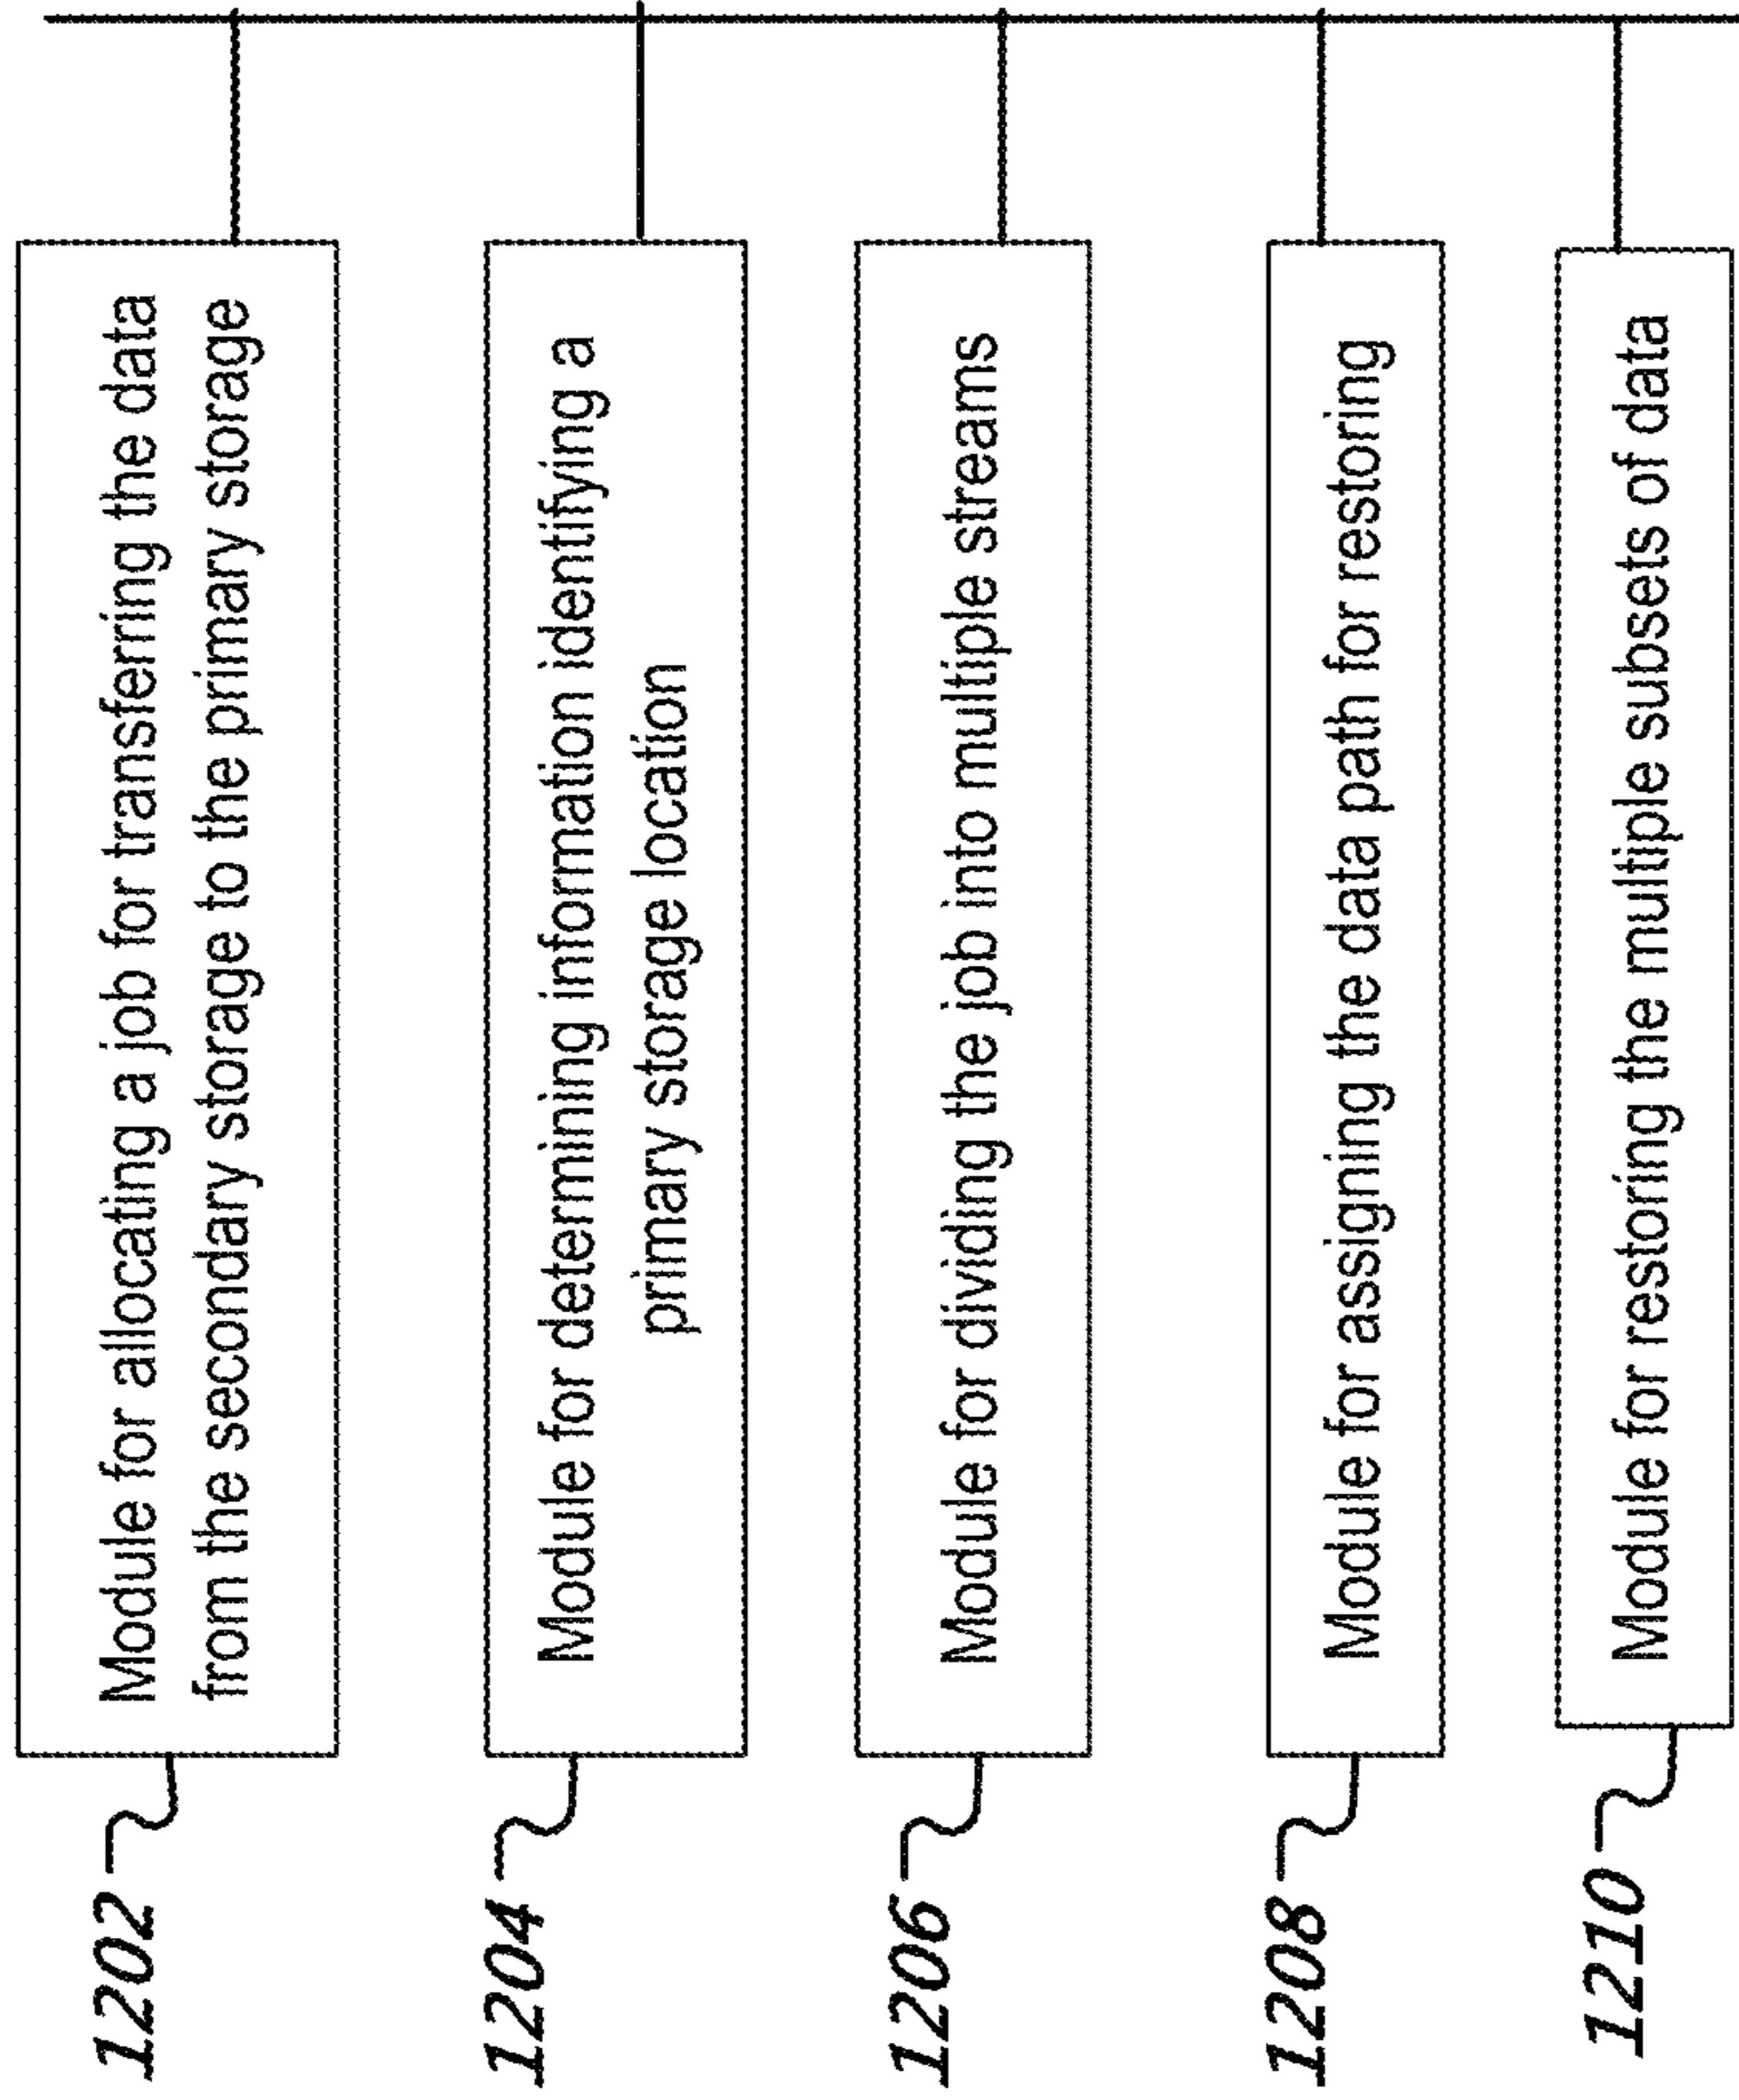 1202
Module for allocating a job for transferring the data
from the secondary storage to the primary storage
1204
Module for determining information identifying a
primary storage location
1206
Module for dividing the job into multiple streams
1208
Module for assigning the data path for restoring
1210
Module for restoring the multiple subsets of data